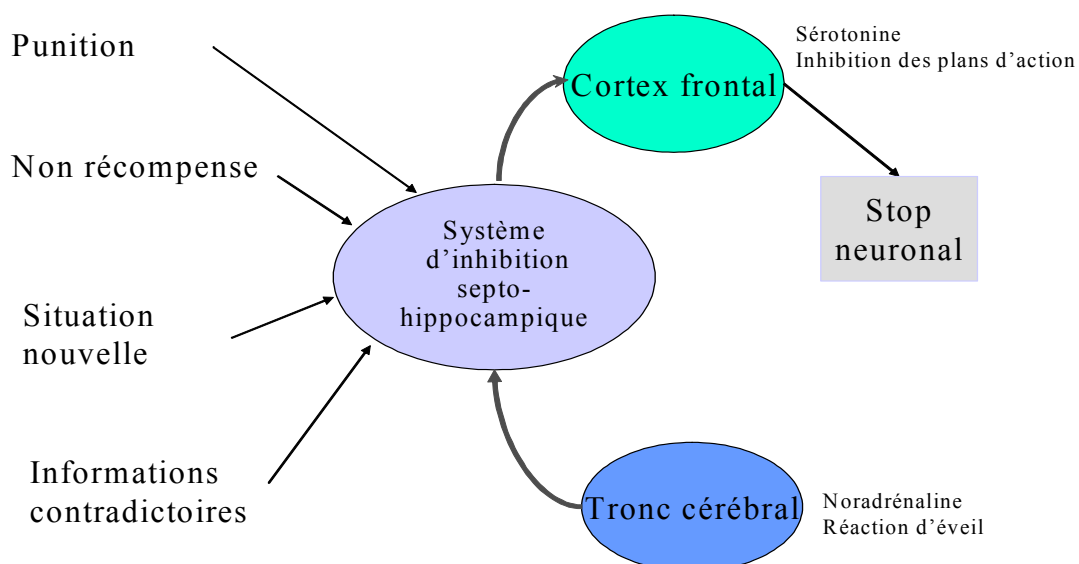 Punition
Non récompense
Situation
nouvelle
Informations
contradictoires
Système
d'inhibition
septo-
hippocampique
Cortex frontal
Sérotonine
Inhibition des plans d'action
Stop
neuronal
Tronc cérébral
Noradrénaline
Réaction d'éveil